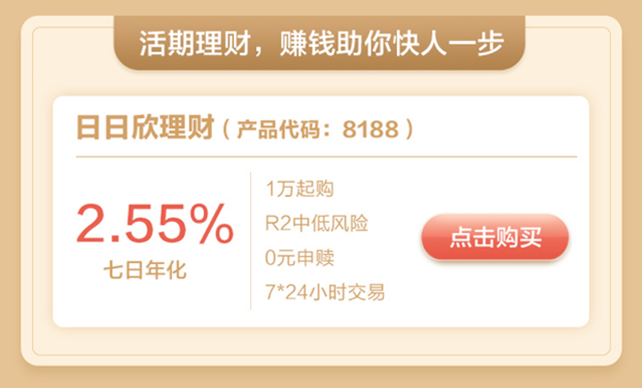 活期理财，赚钱助你快人一步
日日欣理财（产品代码：8188）
2.55%
七日年化
1万起购
R2中低风险
0元申赎
7*24小时交易
点击购买